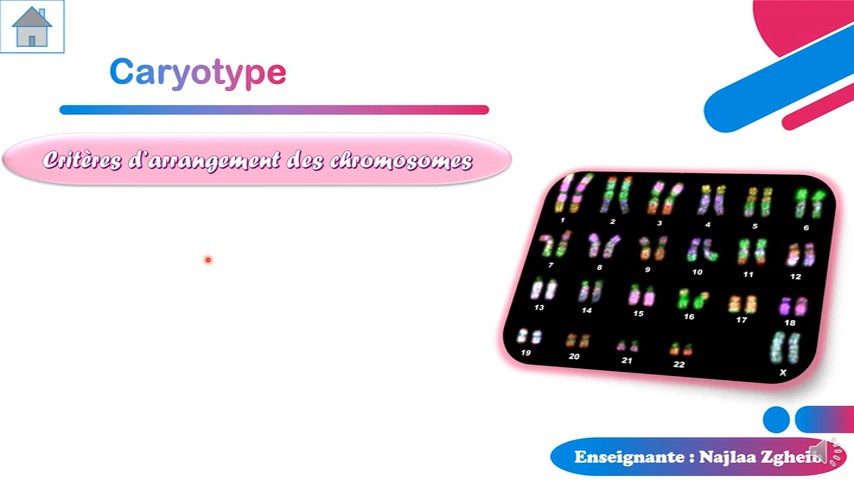 Caryotype
Critères d'arrangement des chromosomes
1 2 3 4 5 6
7 8 9 10 11 12
13 14 15 16 17 18
19 20 21 22 X
Enseignante : Najlaa Zgheib